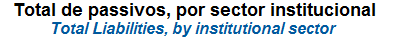 Total de passivos, por sector institucional
Total Liabilities, by institutional sector